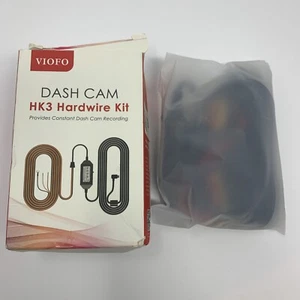 VIOFO
DASH CAM
HK3 Hardwire Kit
Provides Constant Dash Cam Recording